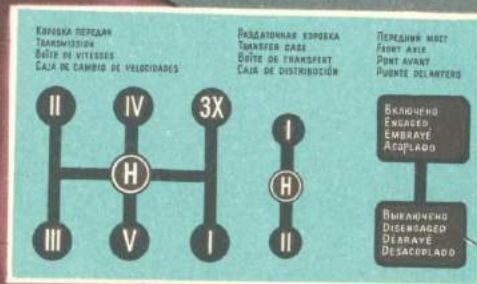 Коробка передач
Transmission
Boîte de vitesses
Caja de cambio de velocidades
II IV 3X
H
III V I
Раздаточная коробка
Transfer case
Boîte de transfert
Caja de distribución
I
H
II
Передний мост
Front axle
Pont avant
Puente delantero
Включено
Engaged
Embrayé
Acoplado
Выключено
Disengaged
Débrayé
Desacoplado